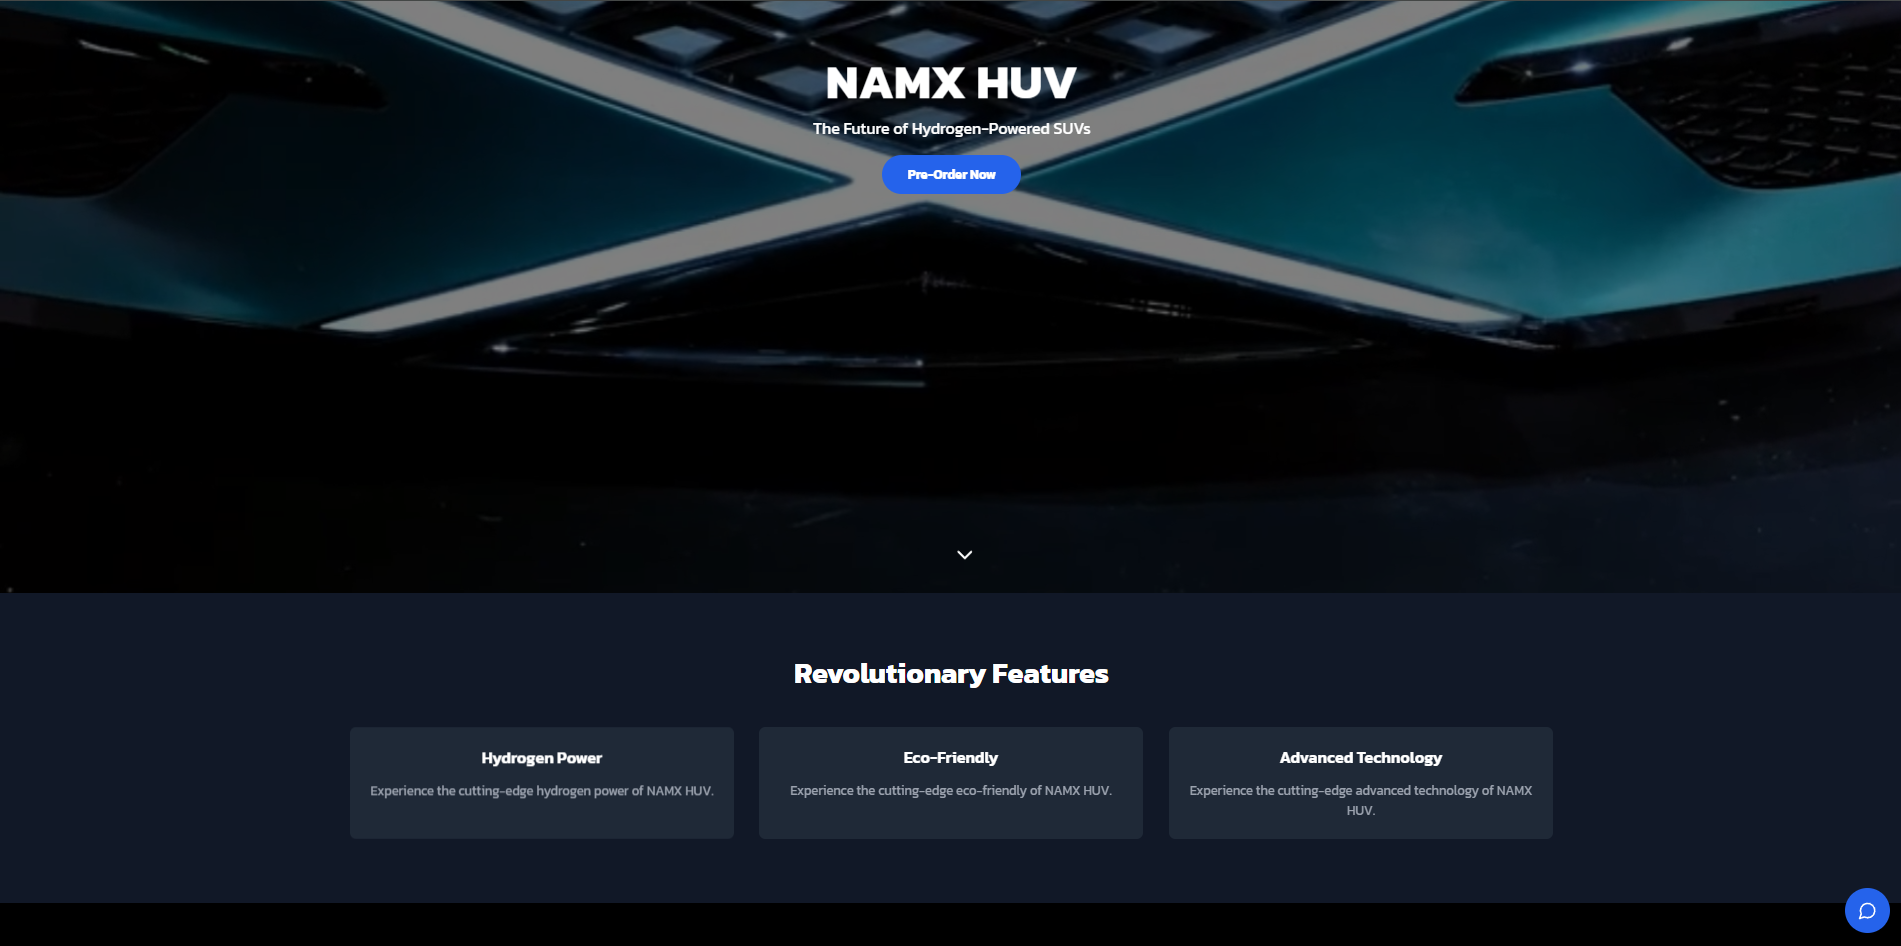 NAMX HUV
The Future of Hydrogen-Powered SUVs
Pre-Order Now
Revolutionary Features
Hydrogen Power
Experience the cutting-edge hydrogen power of NAMX HUV.
Eco-Friendly
Experience the cutting-edge eco-friendly of NAMX HUV.
Advanced Technology
Experience the cutting-edge advanced technology of NAMX
HUV.